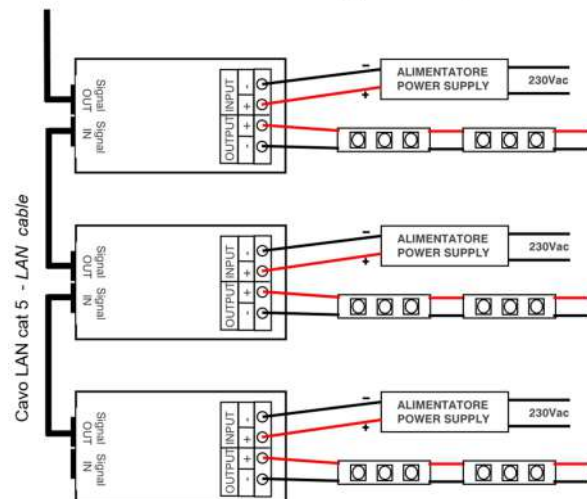 Cavo LAN cat 5 - LAN cable
Signal
OUT
Signal
IN
INPUT
-
+
OUTPUT
+
-
-
+
ALIMENTATORE
POWER SUPPLY
230Vac
Signal
OUT
Signal
IN
INPUT
-
+
OUTPUT
+
-
-
+
ALIMENTATORE
POWER SUPPLY
230Vac
Signal
OUT
Signal
IN
INPUT
-
+
OUTPUT
+
-
-
+
ALIMENTATORE
POWER SUPPLY
230Vac